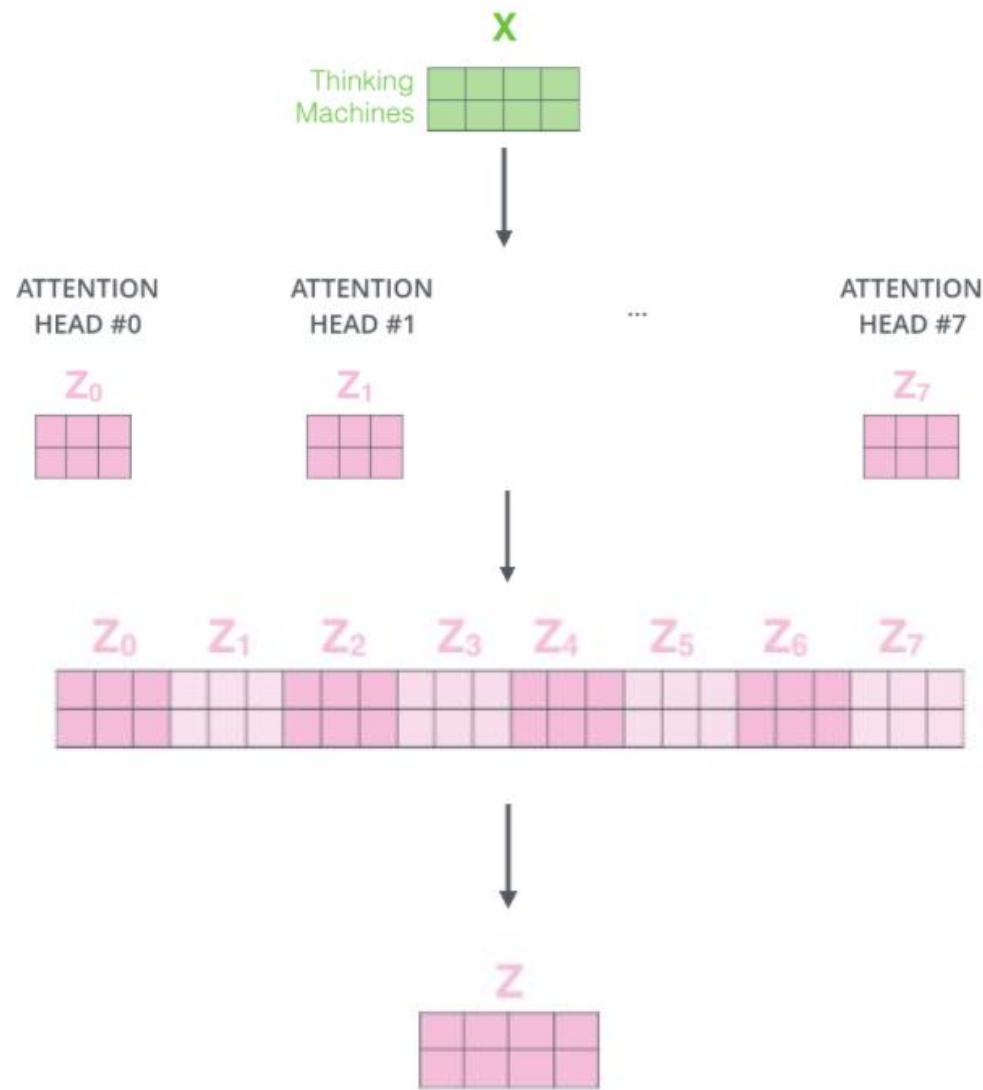 X
Thinking
Machines
ATTENTION HEAD #0
ATTENTION HEAD #1
...
ATTENTION HEAD #7
Z₀
Z₁
Z₇
Z₀ Z₁ Z₂ Z₃ Z₄ Z₅ Z₆ Z₇
Z